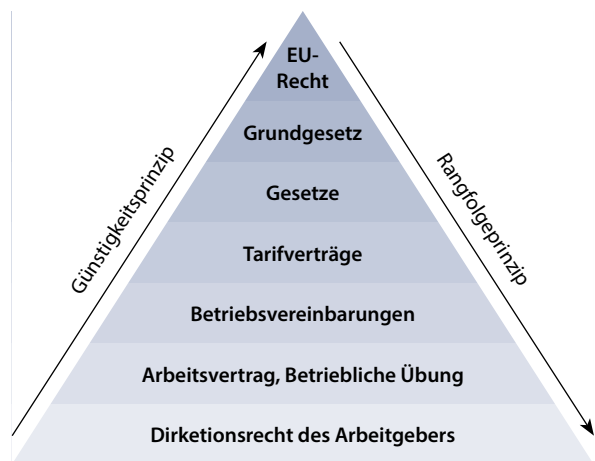 EU-
Recht
Grundgesetz
Gesetze
Tarifverträge
Betriebsvereinbarungen
Arbeitsvertrag, Betriebliche Übung
Dirketionsrecht des Arbeitgebers
Günstigkeitsprinzip
Rangfolgeprinzip